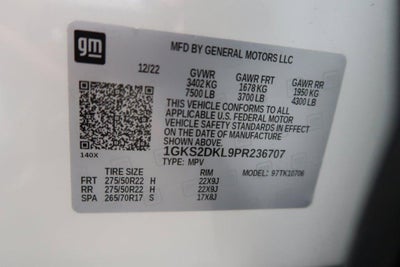 gm
MFD BY GENERAL MOTORS LLC
12/22 GVWR GAWR FRT GAWR RR
3402 KG 1678 KG 1950 KG
7500 LB 3700 LB 4300 LB
THIS VEHICLE CONFORMS TO ALL
APPLICABLE U.S. FEDERAL MOTOR
VEHICLE SAFETY STANDARDS IN
EFFECT ON THE DATE OF MANUFACTURE
SHOWN ABOVE.
1GKS2DKL9PR236707
140X TYPE: MPV MODEL: 97TK10706
TIRE SIZE RIM
FRT 275/50R22 H 22X9J
RR 275/50R22 H 22X9J
SPA 265/70R17 S 17X8J